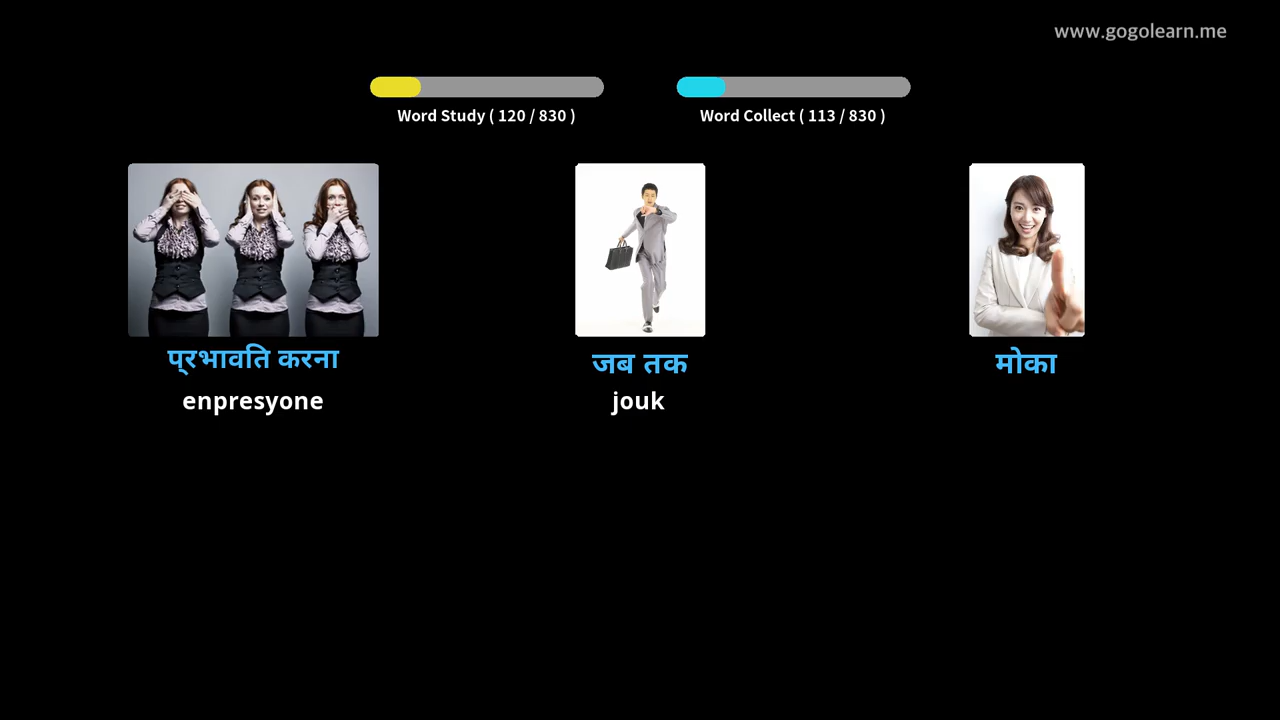 www.gogolearn.me
Word Study ( 120 / 830 )
Word Collect ( 113 / 830 )
प्रभावति करना
जब तक
मोका
enpresyone
jouk